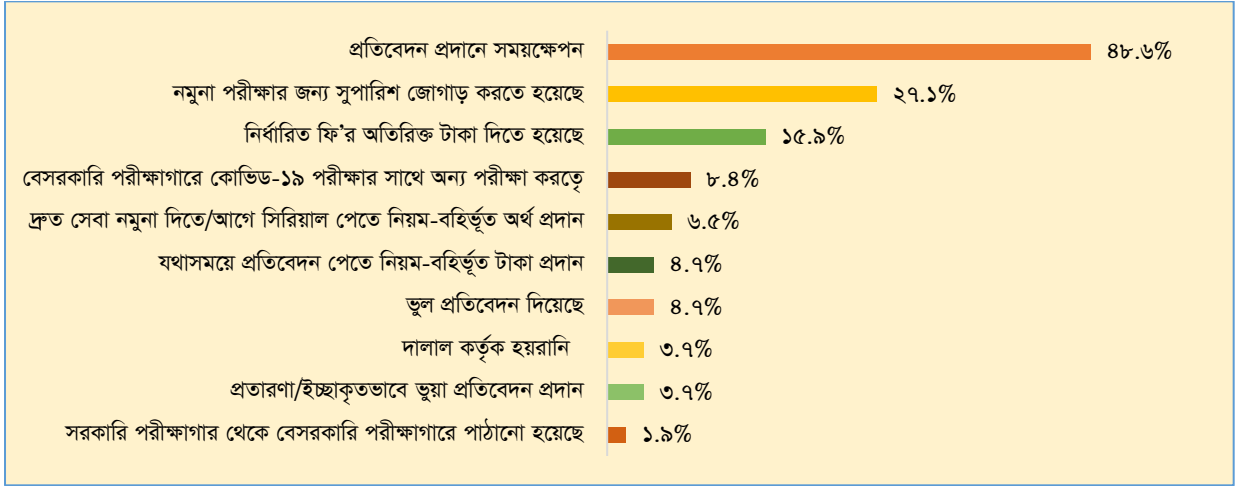 প্রতিবেদন প্রদানে সময়ক্ষেপন ৪৮.৬%
নমুনা পরীক্ষার জন্য সুপারিশ জোগাড় করতে হয়েছে ২৭.১%
নির্ধারিত ফি’র অতিরিক্ত টাকা দিতে হয়েছে ১৫.৯%
বেসরকারি পরীক্ষাগারে কোভিড-১৯ পরীক্ষার সাথে অন্য পরীক্ষা করতেৃ ৮.৪%
দ্রুত সেবা নমুনা দিতে/আগে সিরিয়াল পেতে নিয়ম-বহির্ভূত অর্থ প্রদান ৬.৫%
যথাসময়ে প্রতিবেদন পেতে নিয়ম-বহির্ভূত টাকা প্রদান ৪.৭%
ভুল প্রতিবেদন দিয়েছে ৪.৭%
দালাল কর্তৃক হয়রানি ৩.৭%
প্রতারণা/ইচ্ছাকৃতভাবে ভুয়া প্রতিবেদন প্রদান ৩.৭%
সরকারি পরীক্ষাগার থেকে বেসরকারি পরীক্ষাগারে পাঠানো হয়েছে ১.৯%